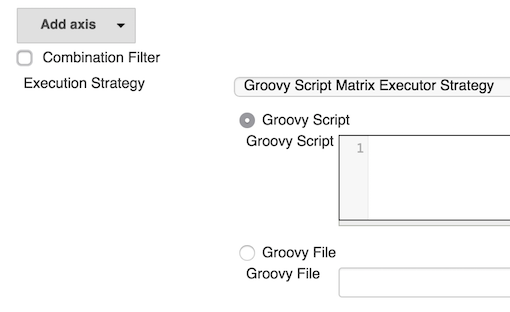 Add axis
Combination Filter
Execution Strategy
Groovy Script Matrix Executor Strategy
Groovy Script
Groovy Script
1
Groovy File
Groovy File